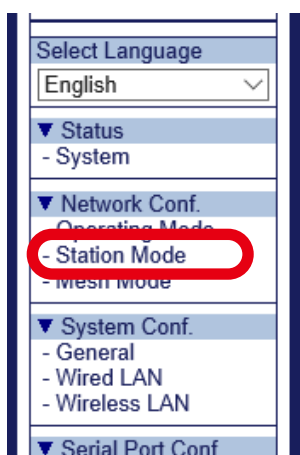 Select Language
English
▼ Status
- System
▼ Network Conf.
- Operating Mode
- Station Mode
- Mesh Mode
▼ System Conf.
- General
- Wired LAN
- Wireless LAN
▼ Serial Port Conf.